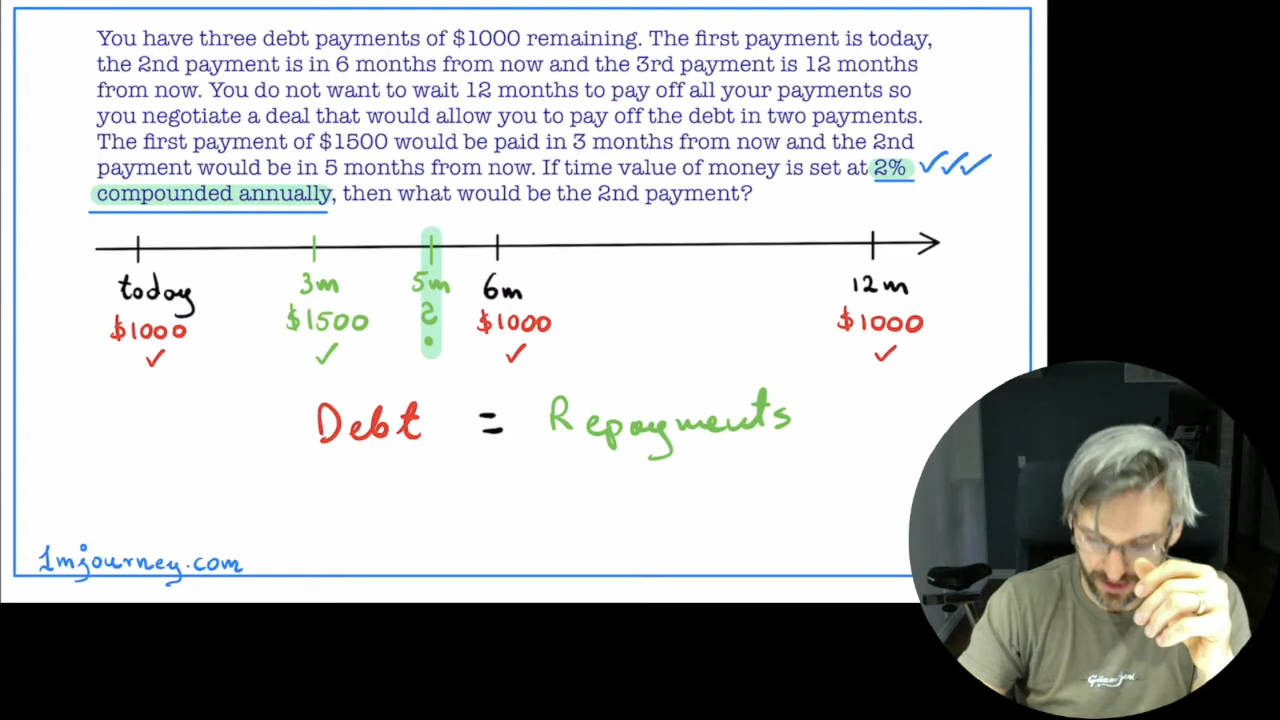 You have three debt payments of $1000 remaining. The first payment is today,
the 2nd payment is in 6 months from now and the 3rd payment is 12 months
from now. You do not want to wait 12 months to pay off all your payments so
you negotiate a deal that would allow you to pay off the debt in two payments.
The first payment of $1500 would be paid in 3 months from now and the 2nd
payment would be in 5 months from now. If time value of money is set at 2%
compounded annually, then what would be the 2nd payment?
today 3m 5m 6m 12m
$1000 $1500 ? $1000 $1000
Debt = Repayments
1mjourney.com